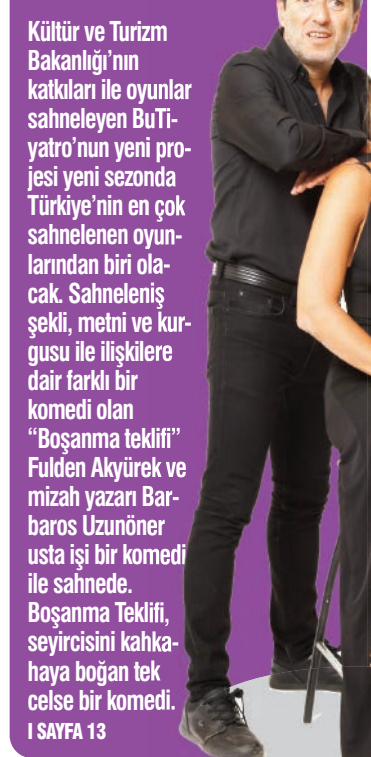 Kültür ve Turizm
Bakanlığı’nın
katkıları ile oyunlar
sahneleyen BuTi-
yatro’nun yeni pro-
jesi yeni sezonda
Türkiye’nin en çok
sahnelenen oyun-
larından biri ola-
cak. Sahneleniş
şekli, metni ve kur-
gusu ile ilişkilere
dair farklı bir
komedi olan
“Boşanma teklifi”
Fulden Akyürek ve
mizah yazarı Bar-
baros Uzunöner
usta işi bir komedi
ile sahnede.
Boşanma Teklifi,
seyircisini kahka-
haya boğan tek
celse bir komedi.
I SAYFA 13